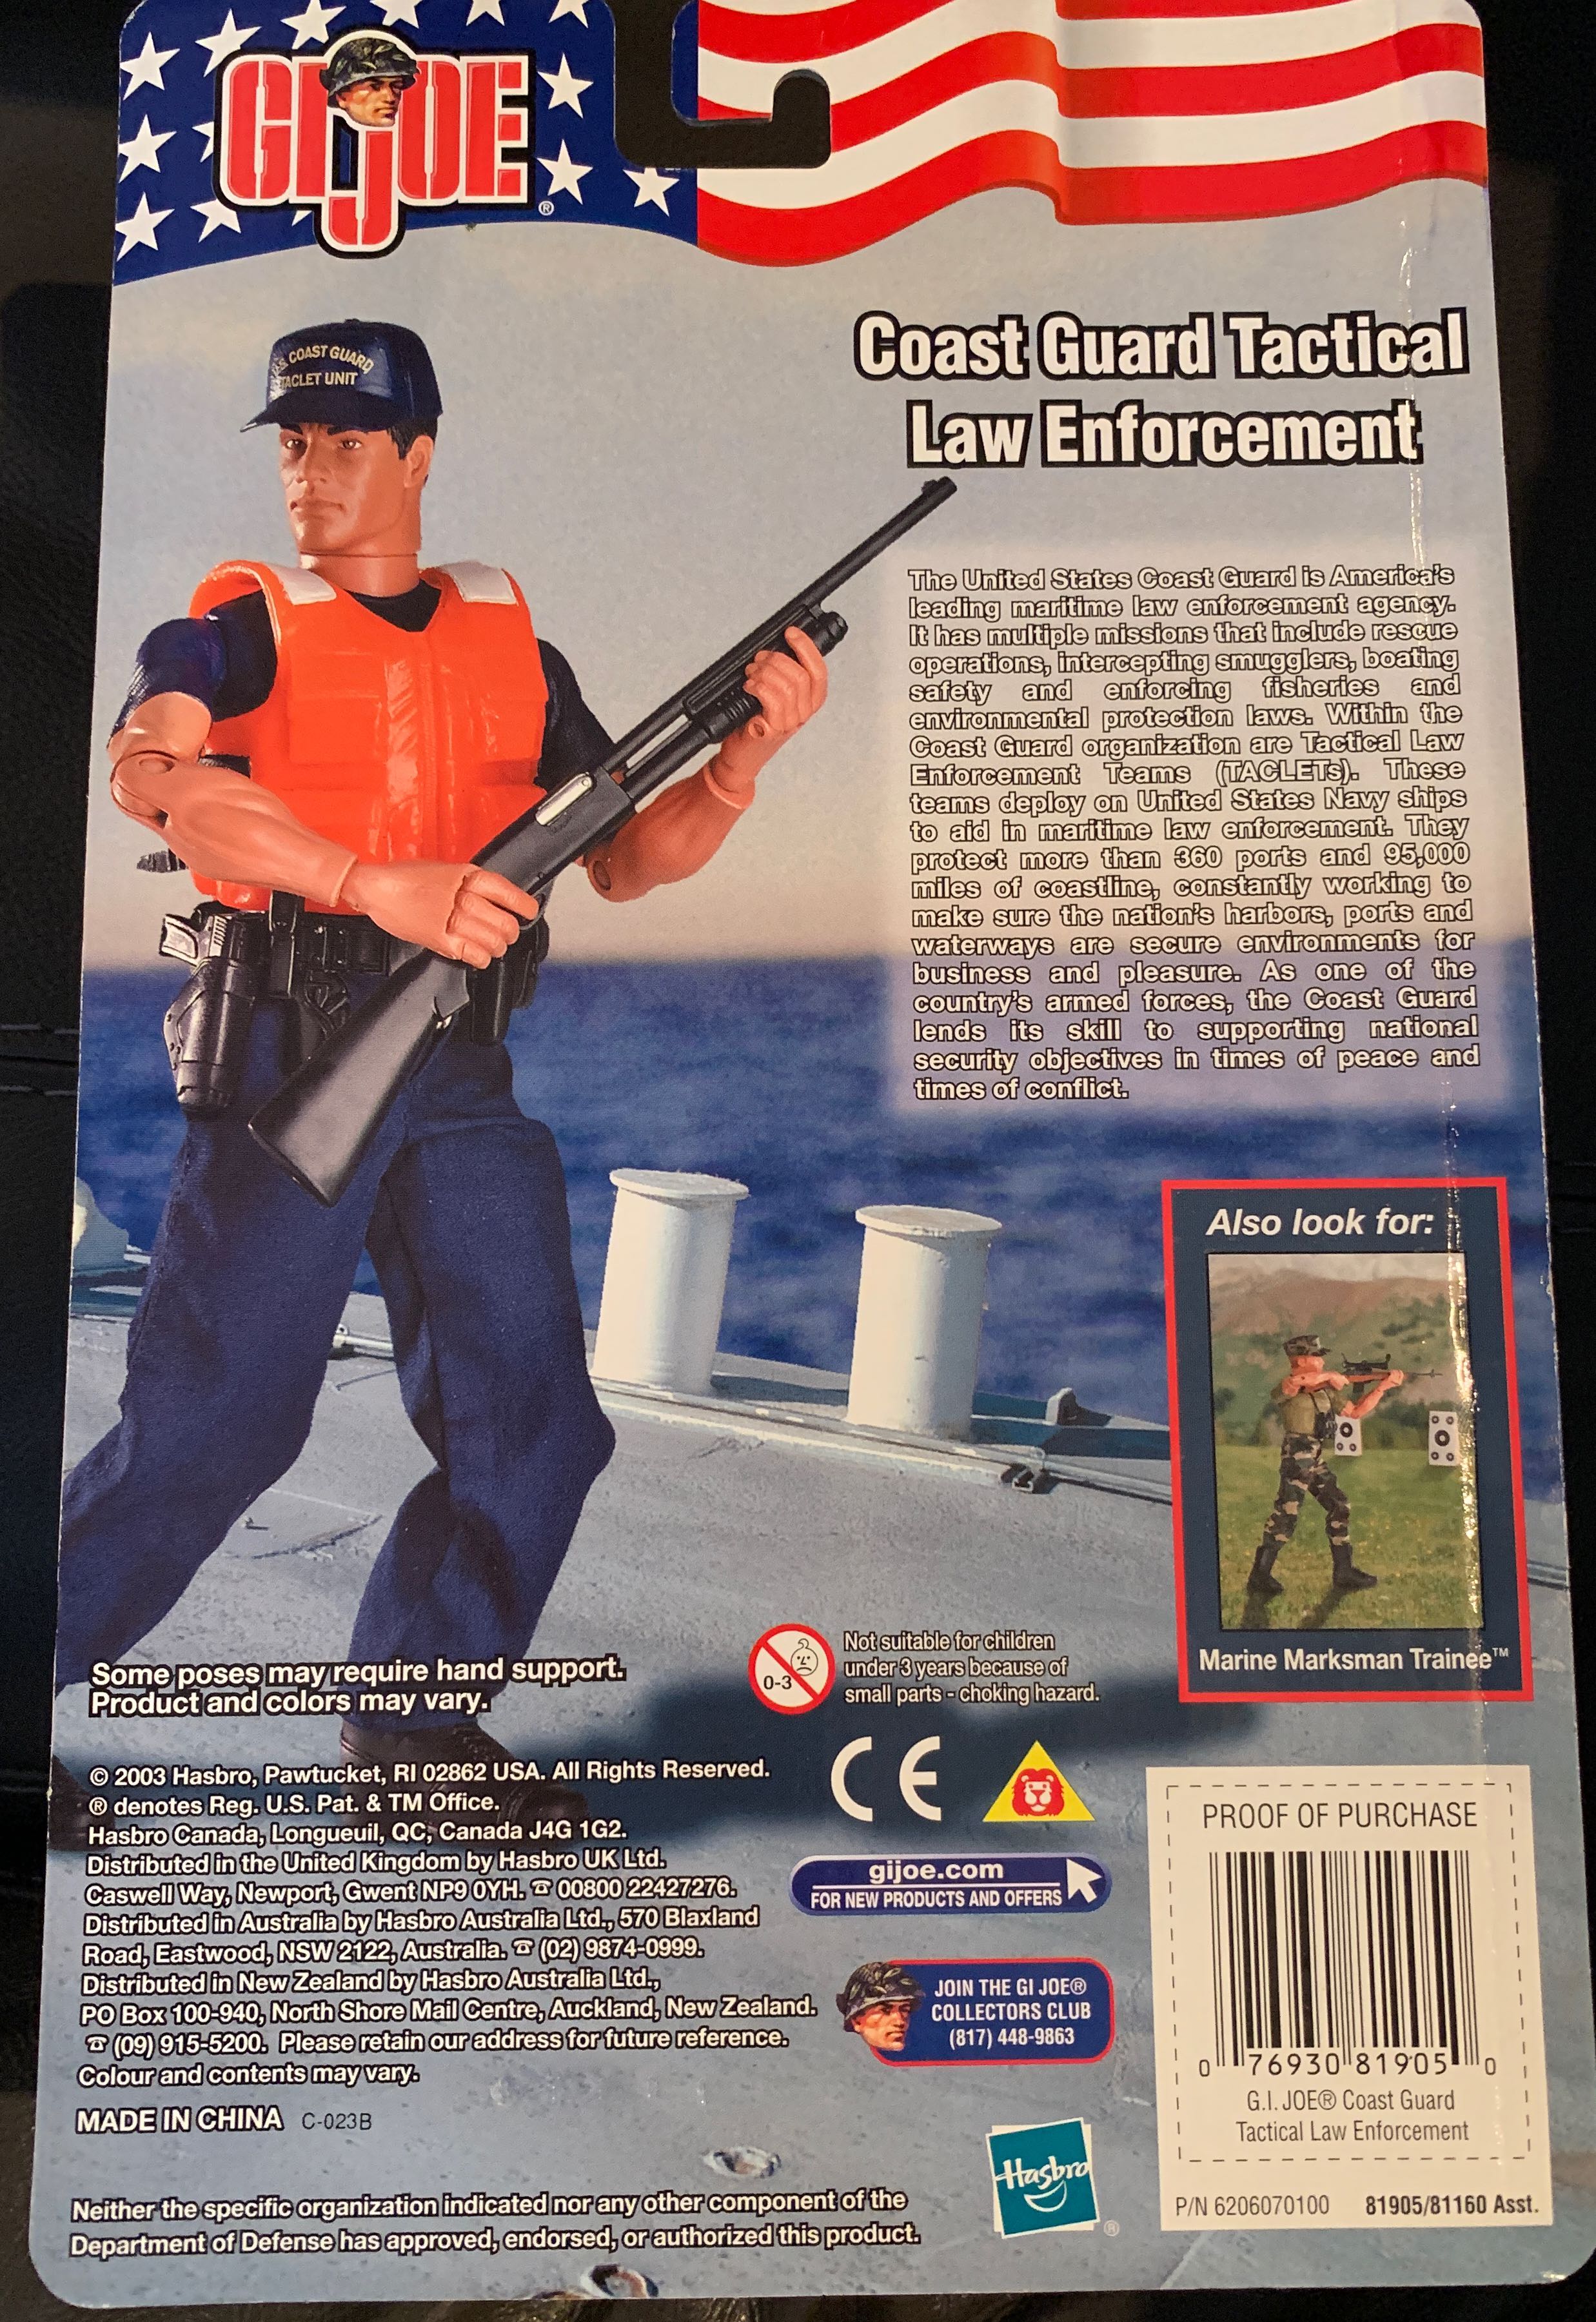 GI JOE®
Coast Guard Tactical
Law Enforcement
COAST GUARD
TACLET UNIT
The United States Coast Guard is America's
leading maritime law enforcement agency.
It has multiple missions that include rescue
operations, intercepting smugglers, boating
safety and enforcing fisheries and
environmental protection laws. Within the
Coast Guard organization are Tactical Law
Enforcement Teams (TACLETs). These
teams deploy on United States Navy ships
to aid in maritime law enforcement. They
protect more than 360 ports and 95,000
miles of coastline, constantly working to
make sure the nation's harbors, ports and
waterways are secure environments for
business and pleasure. As one of the
country's armed forces, the Coast Guard
lends its skill to supporting national
security objectives in times of peace and
times of conflict.
Also look for:
Marine Marksman Trainee™
Some poses may require hand support.
Product and colors may vary.
0-3
Not suitable for children
under 3 years because of
small parts - choking hazard.
© 2003 Hasbro, Pawtucket, RI 02862 USA. All Rights Reserved.
® denotes Reg. U.S. Pat. & TM Office.
Hasbro Canada, Longueuil, QC, Canada J4G 1G2.
Distributed in the United Kingdom by Hasbro UK Ltd.
Caswell Way, Newport, Gwent NP9 0YH. ☎ 00800 22427276.
Distributed in Australia by Hasbro Australia Ltd., 570 Blaxland
Road, Eastwood, NSW 2122, Australia. ☎ (02) 9874-0999.
Distributed in New Zealand by Hasbro Australia Ltd.,
PO Box 100-940, North Shore Mail Centre, Auckland, New Zealand.
☎ (09) 915-5200. Please retain our address for future reference.
Colour and contents may vary.
MADE IN CHINA C-023B
CE
gijoe.com
FOR NEW PRODUCTS AND OFFERS
JOIN THE GI JOE®
COLLECTORS CLUB
(817) 448-9863
Hasbro®
Neither the specific organization indicated nor any other component of the
Department of Defense has approved, endorsed, or authorized this product.
PROOF OF PURCHASE
0 76930 81905 0
G.I. JOE® Coast Guard
Tactical Law Enforcement
P/N 6206070100 81905/81160 Asst.